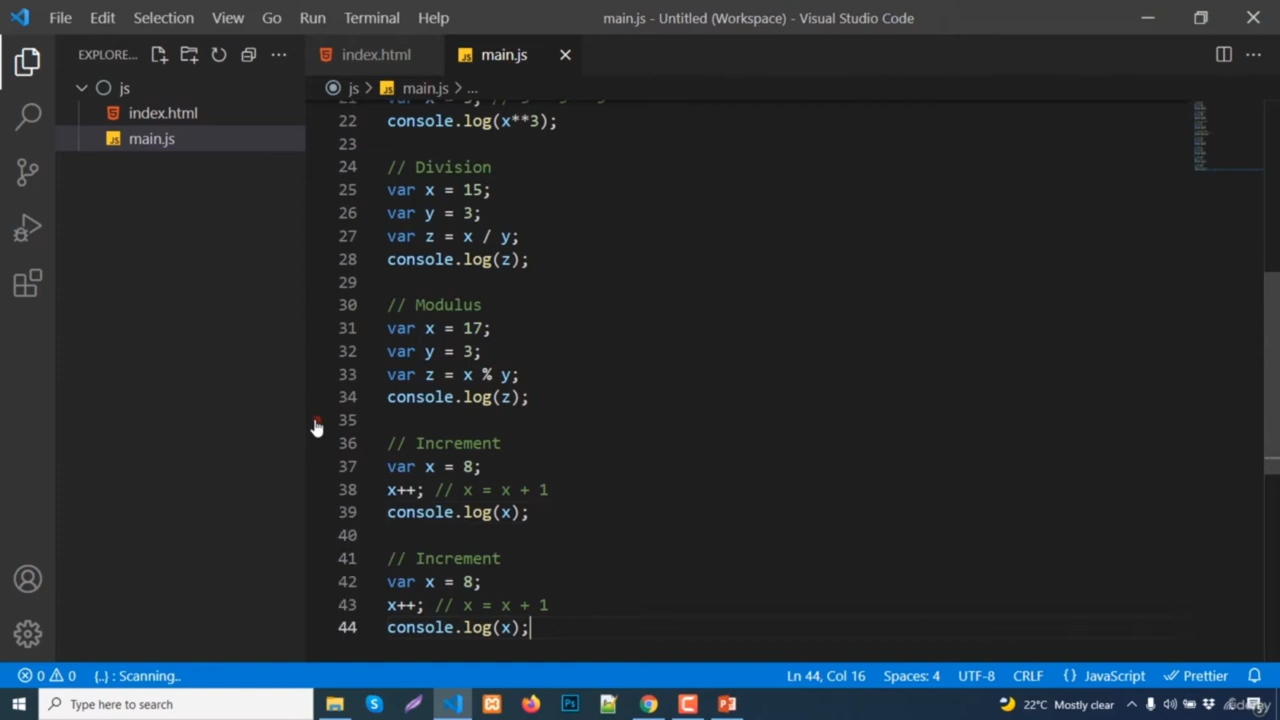 File Edit Selection View Go Run Terminal Help main.js - Untitled (Workspace) - Visual Studio Code
EXPLORE... index.html JS main.js
js JS main.js > ...
js
index.html
JS main.js
22 console.log(x**3);
23
24 // Division
25 var x = 15;
26 var y = 3;
27 var z = x / y;
28 console.log(z);
29
30 // Modulus
31 var x = 17;
32 var y = 3;
33 var z = x % y;
34 console.log(z);
35
36 // Increment
37 var x = 8;
38 x++; // x = x + 1
39 console.log(x);
40
41 // Increment
42 var x = 8;
43 x++; // x = x + 1
44 console.log(x);
0 0 {..} : Scanning.. Ln 44, Col 16 Spaces: 4 UTF-8 CRLF {} JavaScript Prettier
Type here to search 22°C Mostly clear